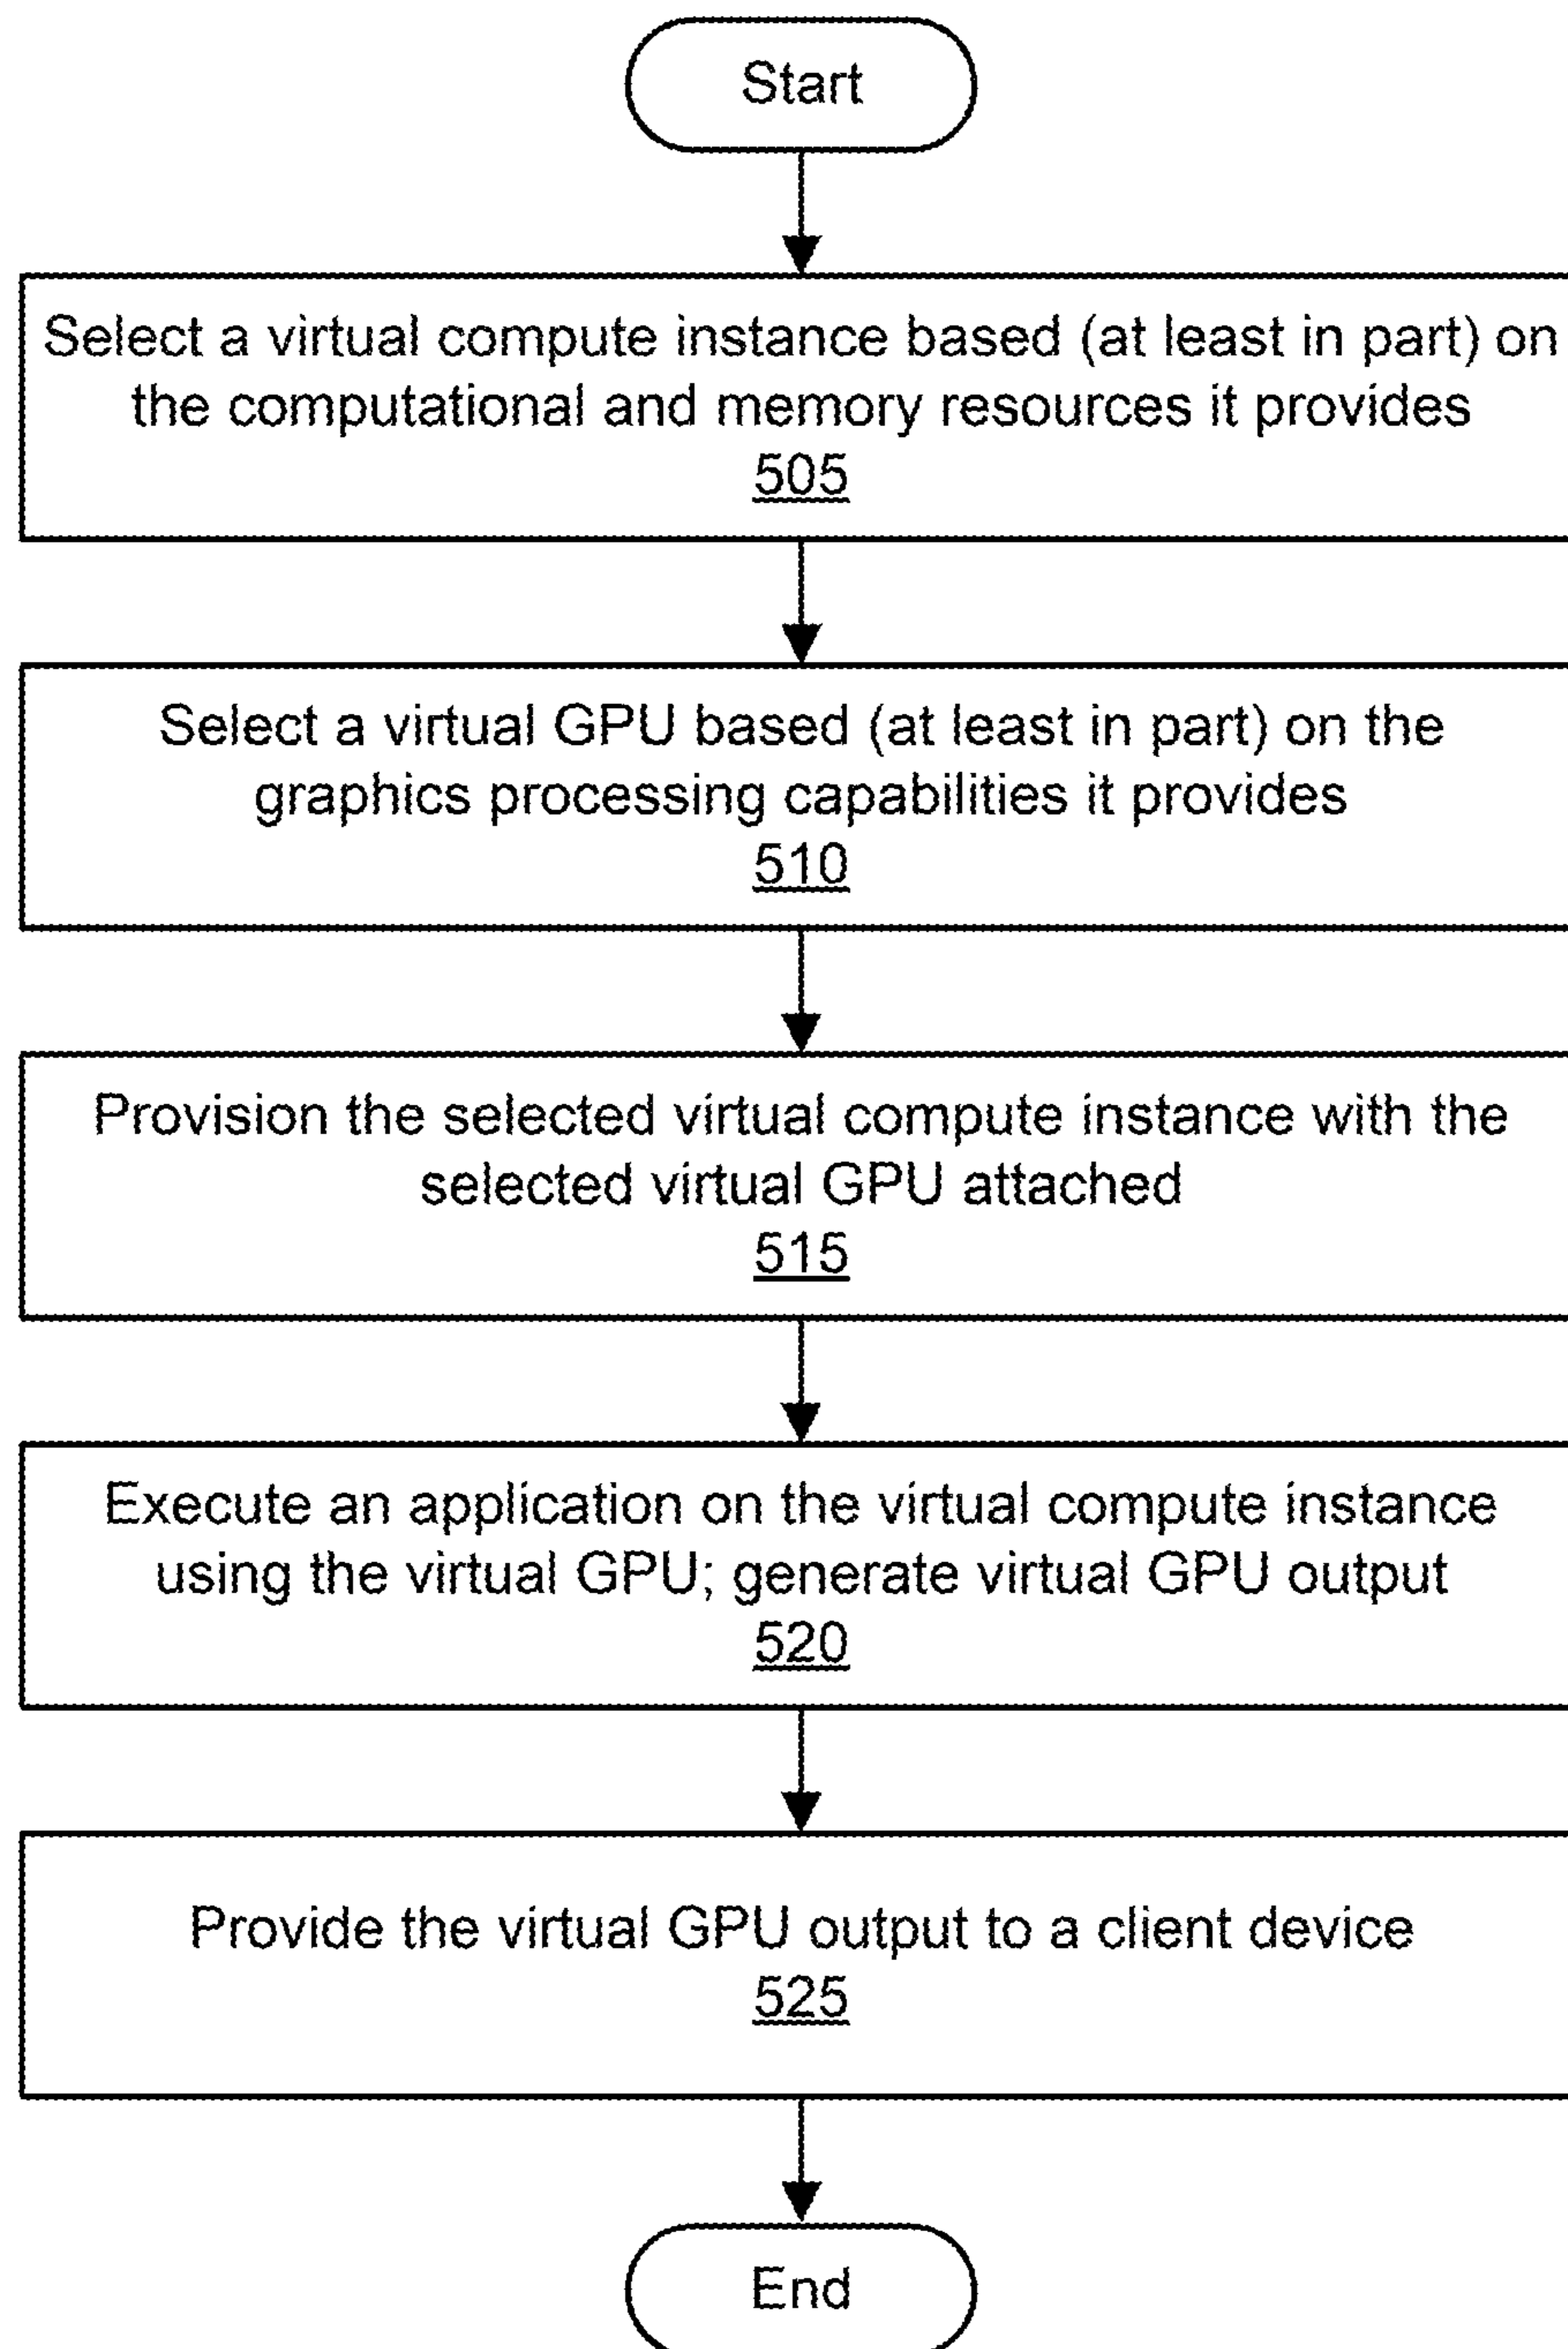 Start
Select a virtual compute instance based (at least in part) on
the computational and memory resources it provides
505
Select a virtual GPU based (at least in part) on the
graphics processing capabilities it provides
510
Provision the selected virtual compute instance with the
selected virtual GPU attached
515
Execute an application on the virtual compute instance
using the virtual GPU; generate virtual GPU output
520
Provide the virtual GPU output to a client device
525
End